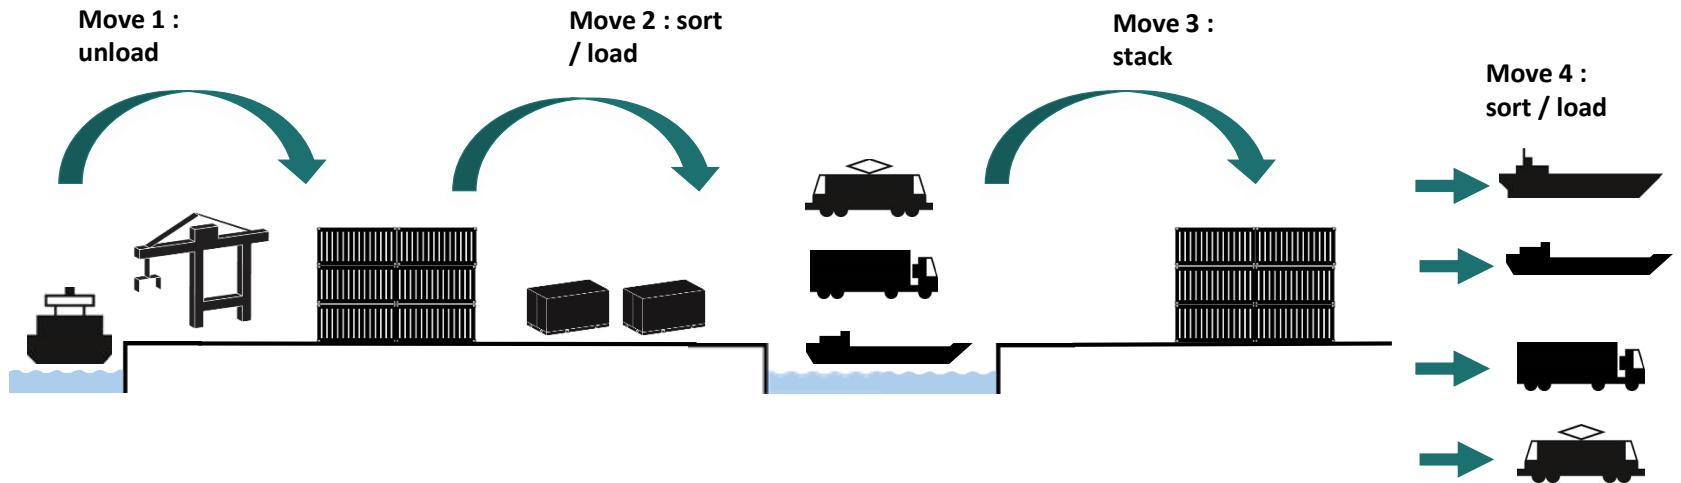 Move 1 :
unload
Move 2 : sort
/ load
Move 3 :
stack
Move 4 :
sort / load